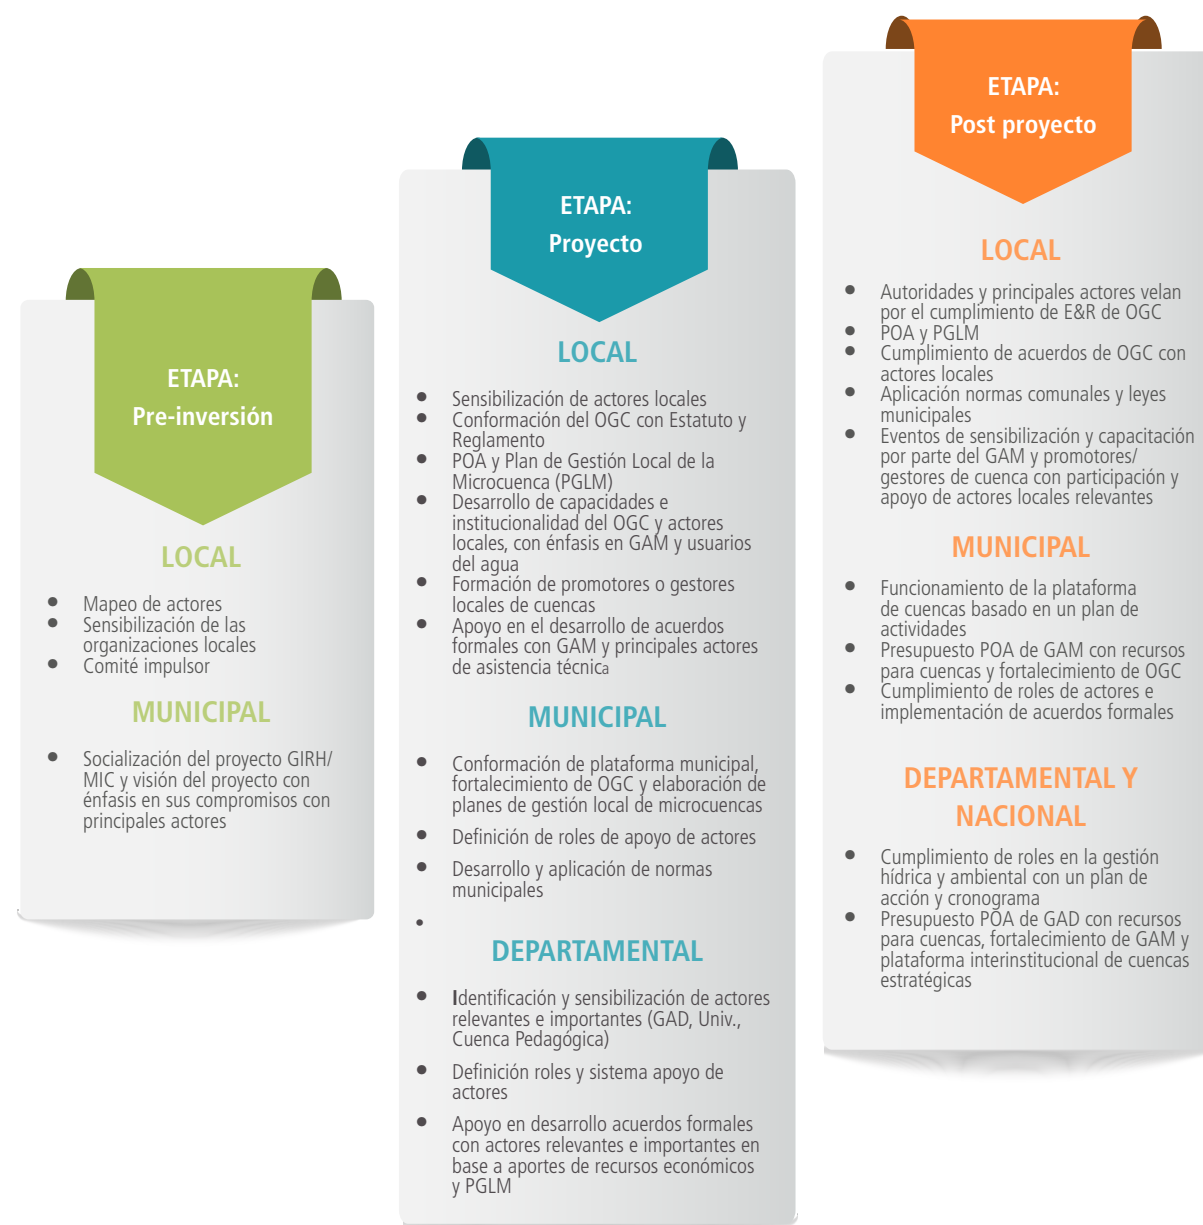 ETAPA:
Pre-inversión
LOCAL
• Mapeo de actores
• Sensibilización de las
organizaciones locales
• Comité impulsor
MUNICIPAL
• Socialización del proyecto GIRH/
MIC y visión del proyecto con
énfasis en sus compromisos con
principales actores
ETAPA:
Proyecto
LOCAL
• Sensibilización de actores locales
• Conformación del OGC con Estatuto y
Reglamento
• POA y Plan de Gestión Local de la
Microcuenca (PGLM)
• Desarrollo de capacidades e
institucionalidad del OGC y actores
locales, con énfasis en GAM y usuarios
del agua
• Formación de promotores o gestores
locales de cuencas
• Apoyo en el desarrollo de acuerdos
formales con GAM y principales actores
de asistencia técnica
MUNICIPAL
• Conformación de plataforma municipal,
fortalecimiento de OGC y elaboración de
planes de gestión local de microcuencas
• Definición de roles de apoyo de actores
• Desarrollo y aplicación de normas
municipales
•
DEPARTAMENTAL
• Identificación y sensibilización de actores
relevantes e importantes (GAD, Univ.,
Cuenca Pedagógica)
• Definición roles y sistema apoyo de
actores
• Apoyo en desarrollo acuerdos formales
con actores relevantes e importantes en
base a aportes de recursos económicos
y PGLM
ETAPA:
Post proyecto
LOCAL
• Autoridades y principales actores velan
por el cumplimiento de E&R de OGC
• POA y PGLM
• Cumplimiento de acuerdos de OGC con
actores locales
• Aplicación normas comunales y leyes
municipales
• Eventos de sensibilización y capacitación
por parte del GAM y promotores/
gestores de cuenca con participación y
apoyo de actores locales relevantes
MUNICIPAL
• Funcionamiento de la plataforma
de cuencas basado en un plan de
actividades
• Presupuesto POA de GAM con recursos
para cuencas y fortalecimiento de OGC
• Cumplimiento de roles de actores e
implementación de acuerdos formales
DEPARTAMENTAL Y
NACIONAL
• Cumplimiento de roles en la gestión
hídrica y ambiental con un plan de
acción y cronograma
• Presupuesto POA de GAD con recursos
para cuencas, fortalecimiento de GAM y
plataforma interinstitucional de cuencas
estratégicas